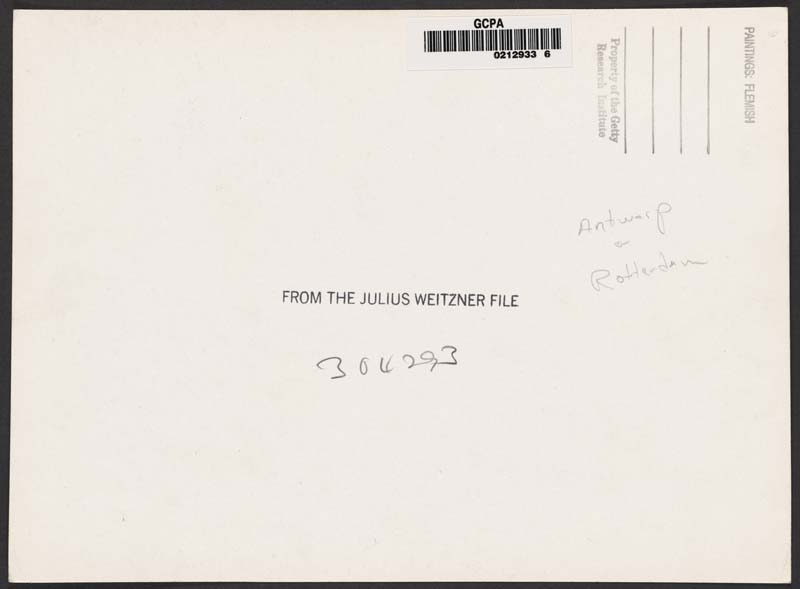 GCPA
0212933 6
Property of the Getty
Research Institute
PAINTINGS: FLEMISH
Antwerp
or
Rotterdam
FROM THE JULIUS WEITZNER FILE
304293